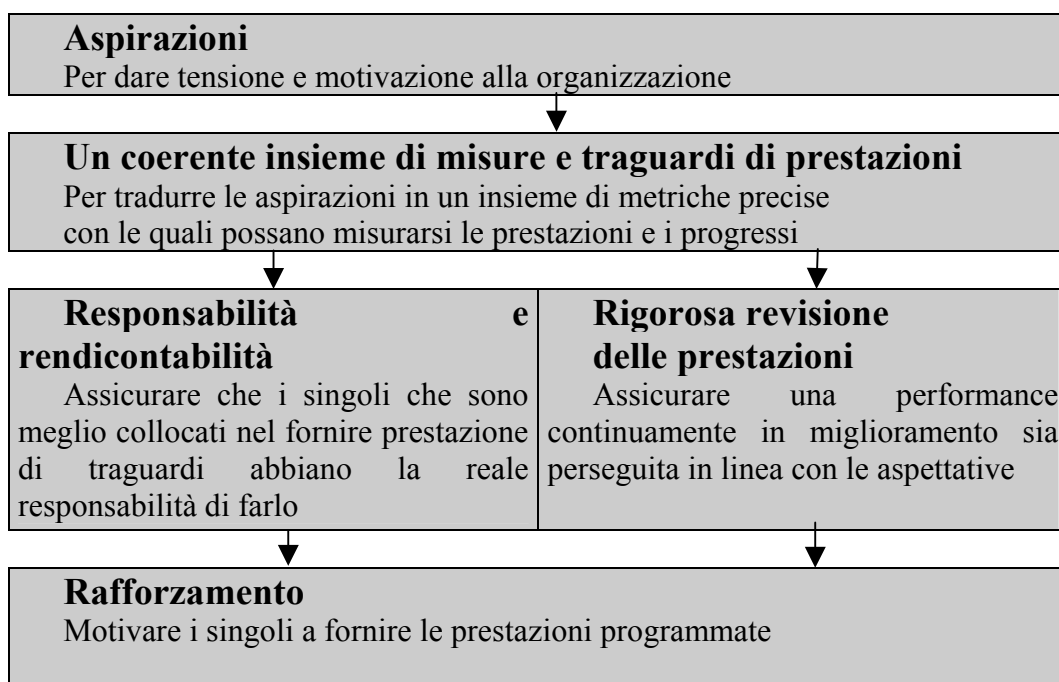 Aspirazioni
Per dare tensione e motivazione alla organizzazione
Un coerente insieme di misure e traguardi di prestazioni
Per tradurre le aspirazioni in un insieme di metriche precise
con le quali possano misurarsi le prestazioni e i progressi
Responsabilità e
rendicontabilità
Assicurare che i singoli che sono
meglio collocati nel fornire prestazione
di traguardi abbiano la reale
responsabilità di farlo
Rigorosa revisione
delle prestazioni
Assicurare una performance
continuamente in miglioramento sia
perseguita in linea con le aspettative
Rafforzamento
Motivare i singoli a fornire le prestazioni programmate